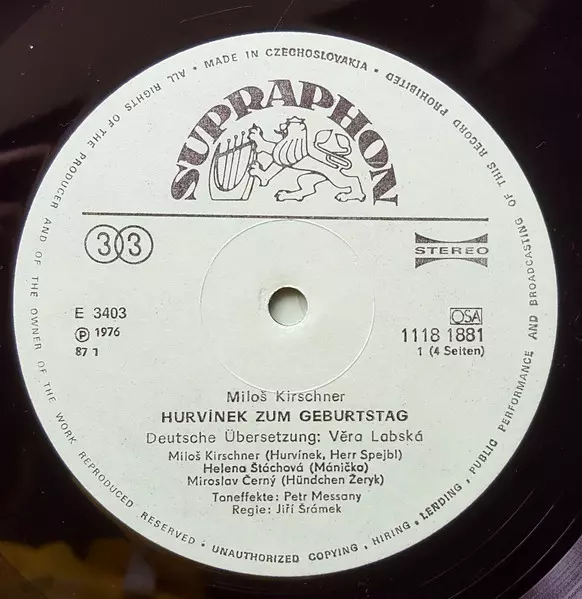 ALL RIGHTS OF THE PRODUCER AND OF THE OWNER OF THE WORK REPRODUCED RESERVED • UNAUTHORIZED COPYING, HIRING, LENDING, PUBLIC PERFORMANCE AND BROADCASTING OF THIS RECORD PROHIBITED • MADE IN CZECHOSLOVAKIA •
SUPRAPHON
33
STEREO
E 3403
Ⓟ 1976
87 1
OSA
1118 1881
1 (4 Seiten)
Miloš Kirschner
HURVÍNEK ZUM GEBURTSTAG
Deutsche Übersetzung: Věra Labská
Miloš Kirschner (Hurvínek, Herr Spejbl)
Helena Štáchová (Mánička)
Miroslav Černý (Hündchen Žeryk)
Toneffekte: Petr Messany
Regie: Jiří Šrámek